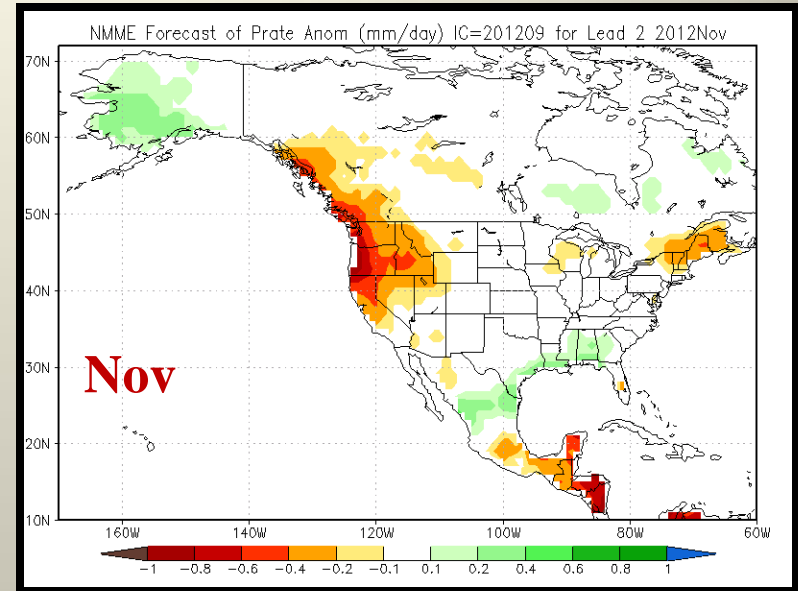 NMME Forecast of Prate Anom (mm/day) IC=201209 for Lead 2 2012Nov
70N
60N
50N
40N
30N
20N
10N
Nov
160W 140W 120W 100W 80W 60W
-1 -0.8 -0.6 -0.4 -0.2 -0.1 0.1 0.2 0.4 0.6 0.8 1